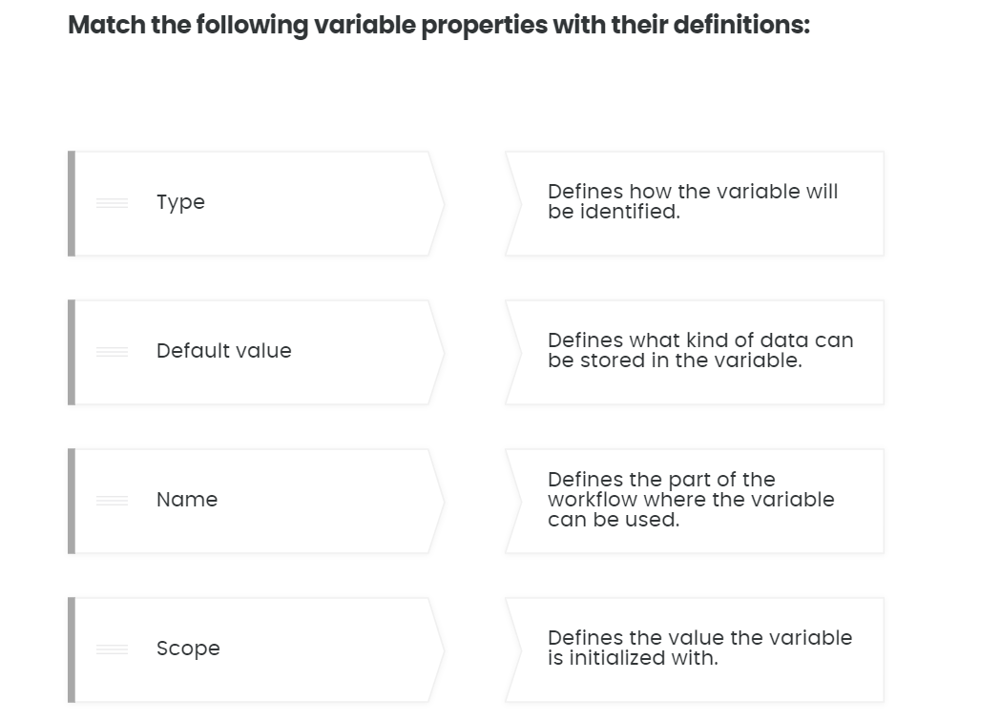 Match the following variable properties with their definitions:
Type
Defines how the variable will
be identified.
Default value
Defines what kind of data can
be stored in the variable.
Name
Defines the part of the
workflow where the variable
can be used.
Scope
Defines the value the variable
is initialized with.